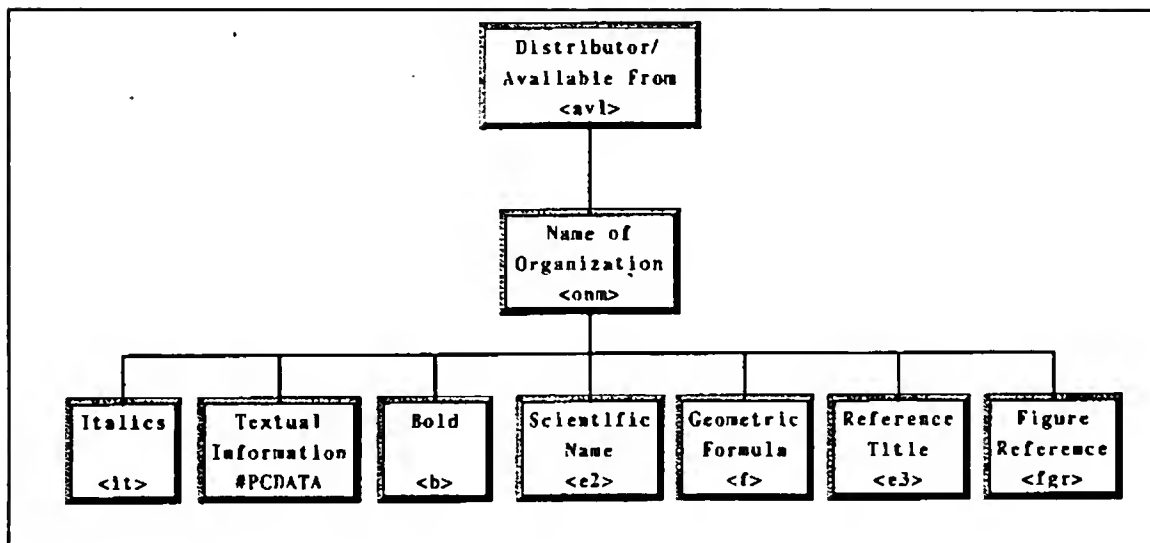 Distributor/
Available from
<avl>
Name of
Organization
<onm>
Italics
<it>
Textual
Information
#PCDATA
Bold
<b>
Scientific
Name
<e2>
Geometric
Formula
<f>
Reference
Title
<e3>
Figure
Reference
<fgr>